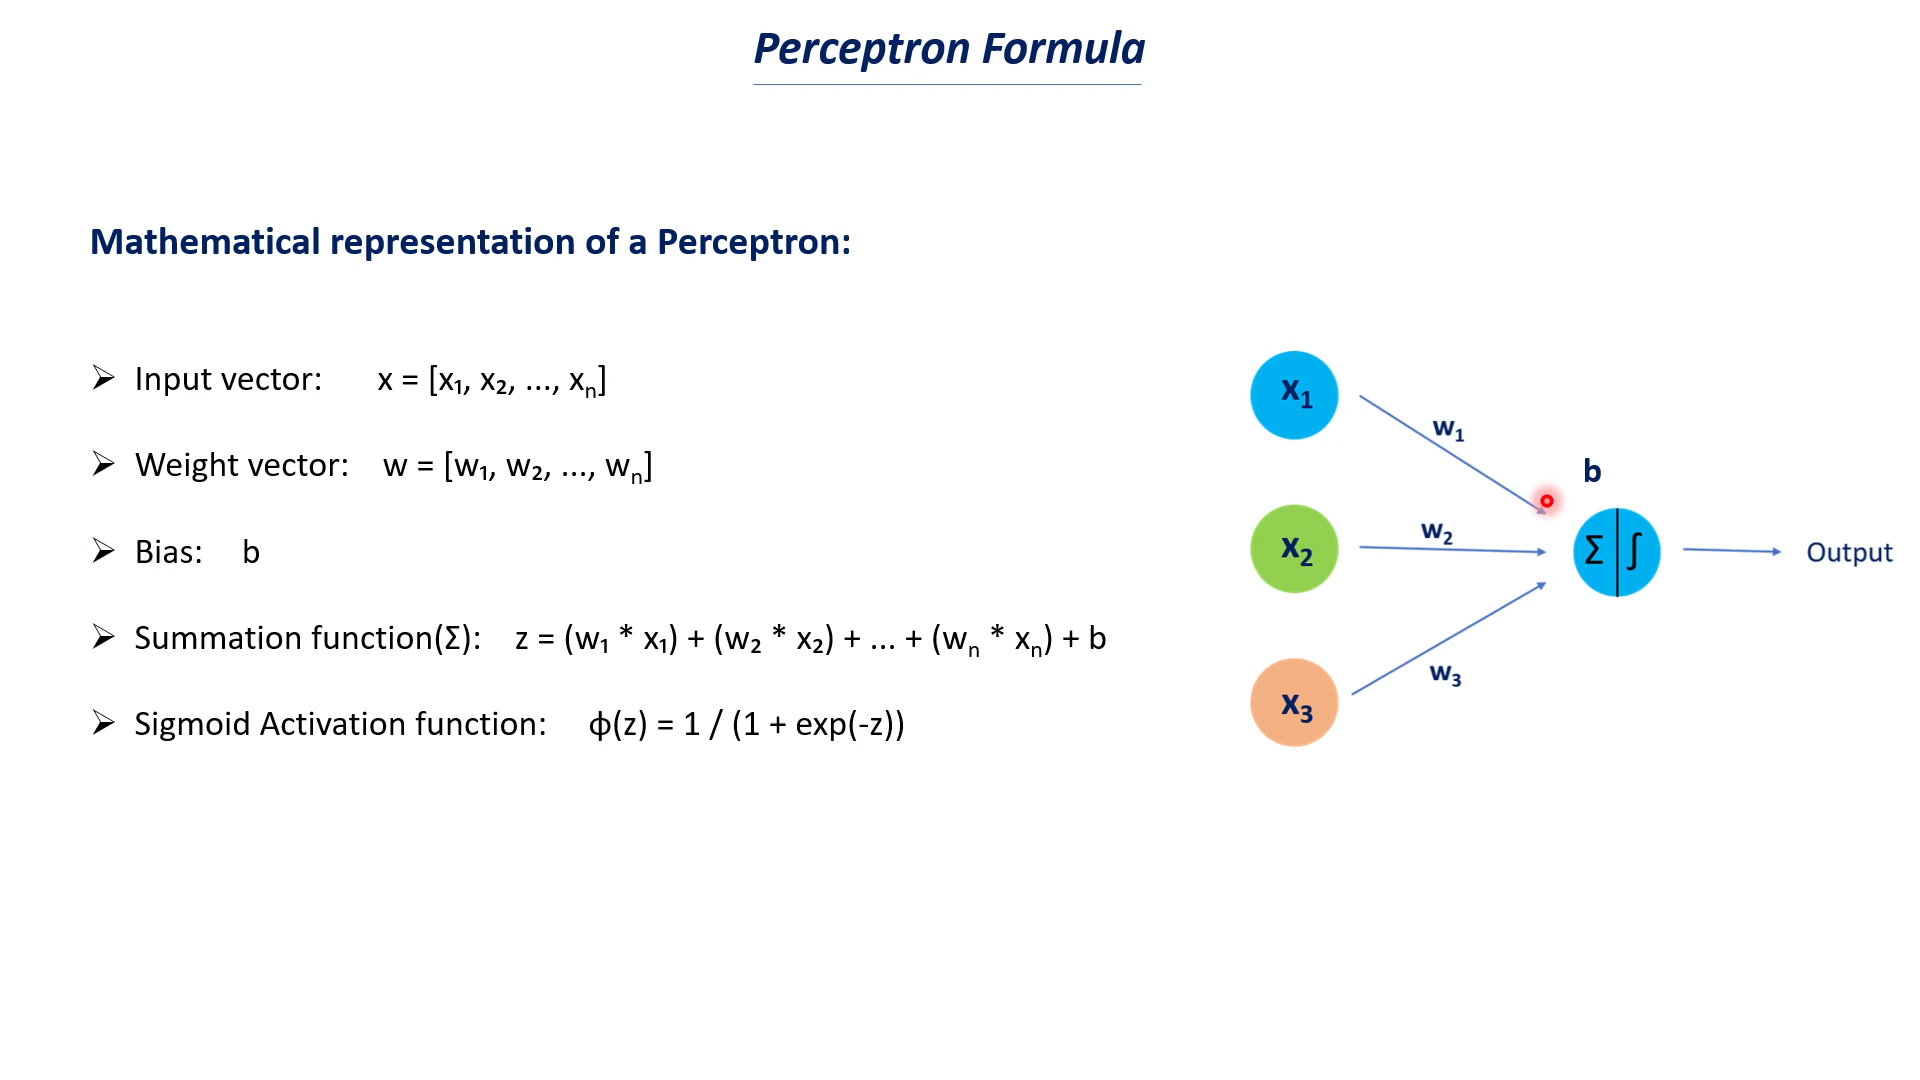 Perceptron Formula
Mathematical representation of a Perceptron:
➢ Input vector: x = [x₁, x₂, ..., xₙ]
➢ Weight vector: w = [w₁, w₂, ..., wₙ]
➢ Bias: b
➢ Summation function(Σ): z = (w₁ * x₁) + (w₂ * x₂) + ... + (wₙ * xₙ) + b
➢ Sigmoid Activation function: ϕ(z) = 1 / (1 + exp(-z))
x₁
w₁
b
x₂
w₂
Σ ∫
Output
x₃
w₃